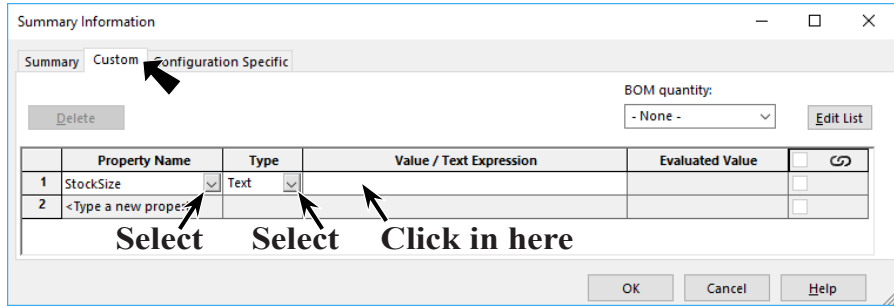 Summary Information
Summary Custom Configuration Specific
BOM quantity:
Delete - None - Edit List
Property Name Type Value / Text Expression Evaluated Value
1 StockSize Text
2 <Type a new proper
Select Select Click in here
OK Cancel Help